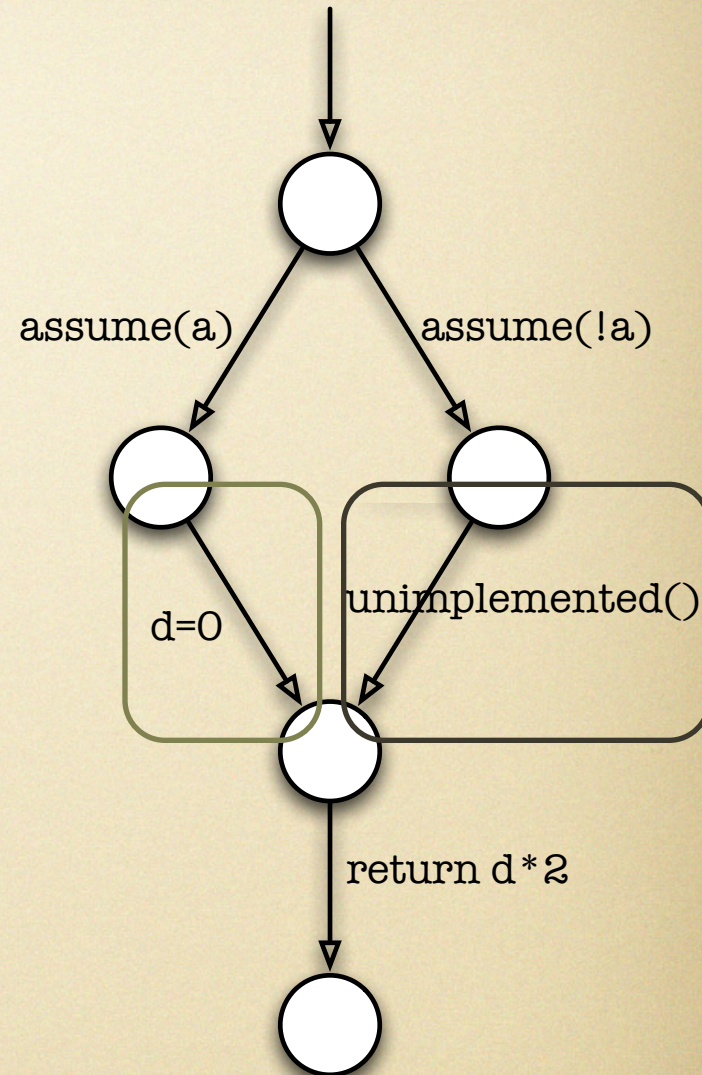 assume(a)
assume(!a)
d=0
unimplemented()
return d*2